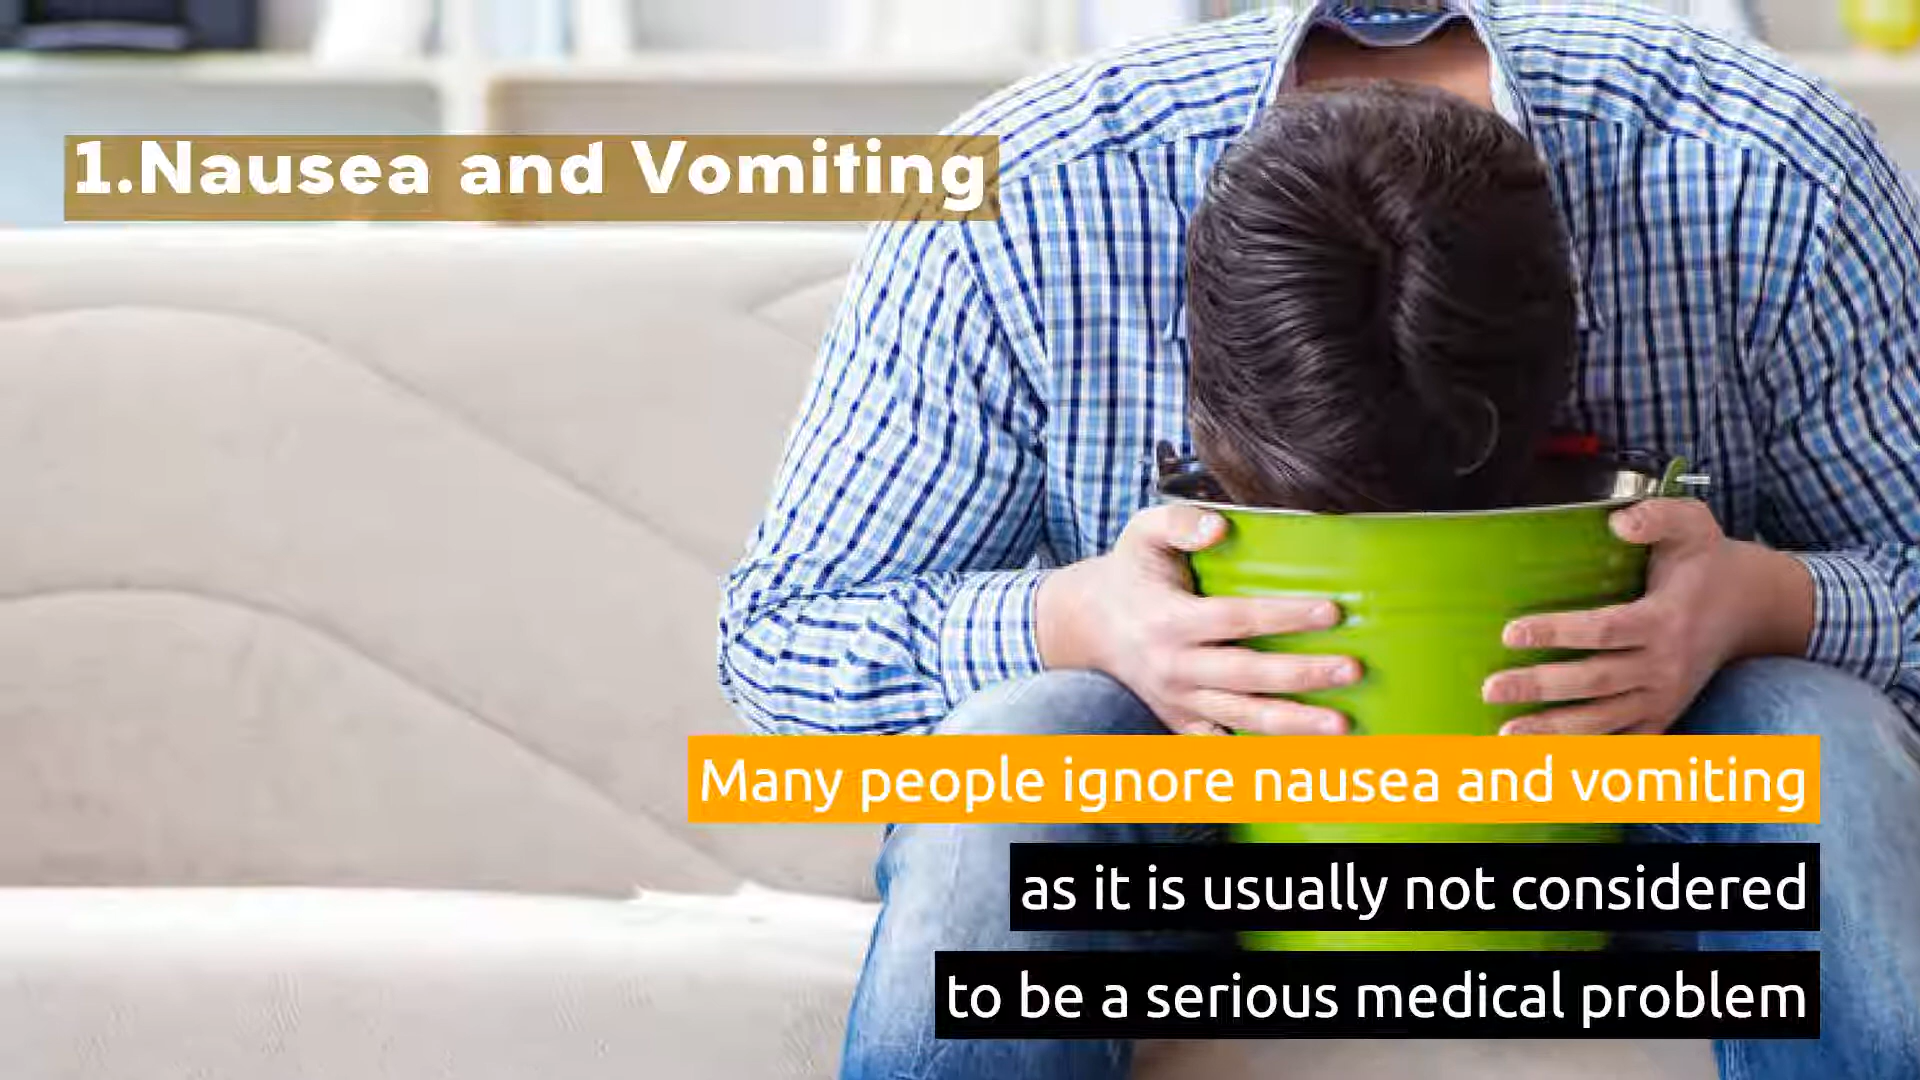 1.Nausea and Vomiting
Many people ignore nausea and vomiting
as it is usually not considered
to be a serious medical problem